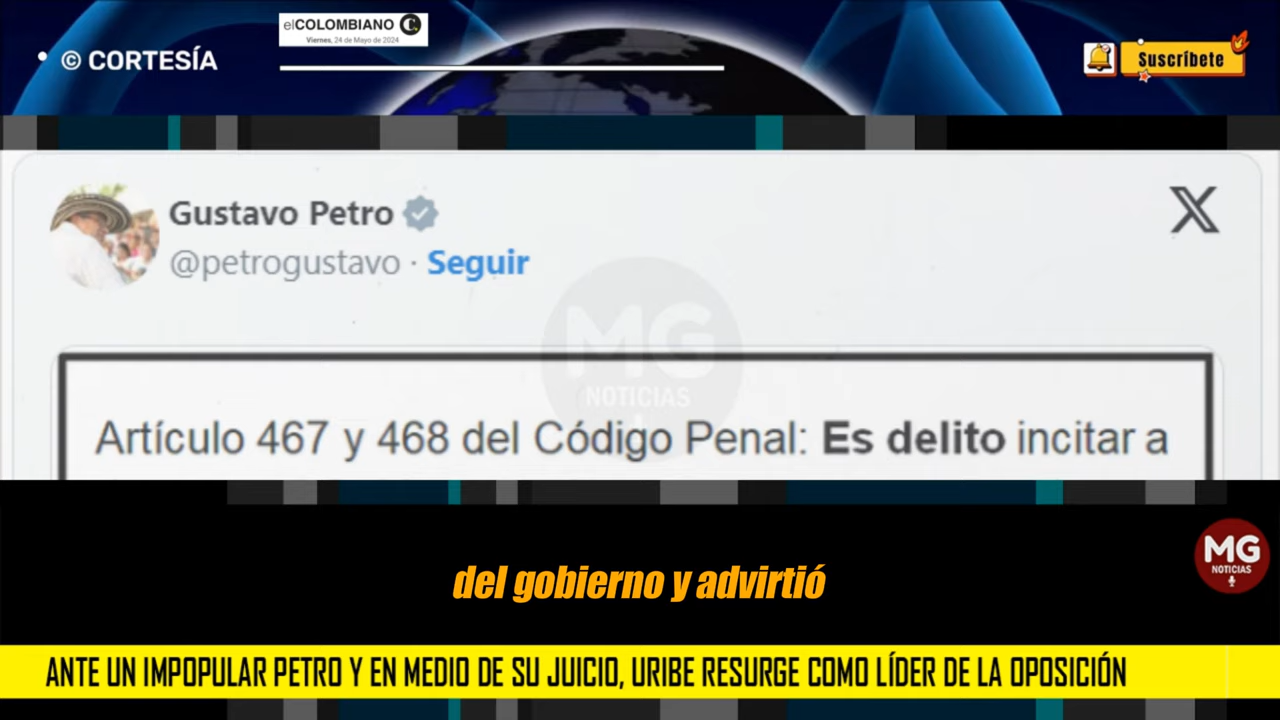 © CORTESÍA
elCOLOMBIANO C
Viernes, 24 de Mayo de 2024
Suscríbete
Gustavo Petro
@petrogustavo · Seguir
X
MG
NOTICIAS
Artículo 467 y 468 del Código Penal: Es delito incitar a
del gobierno y advirtió
MG
NOTICIAS
ANTE UN IMPOPULAR PETRO Y EN MEDIO DE SU JUICIO, URIBE RESURGE COMO LÍDER DE LA OPOSICIÓN